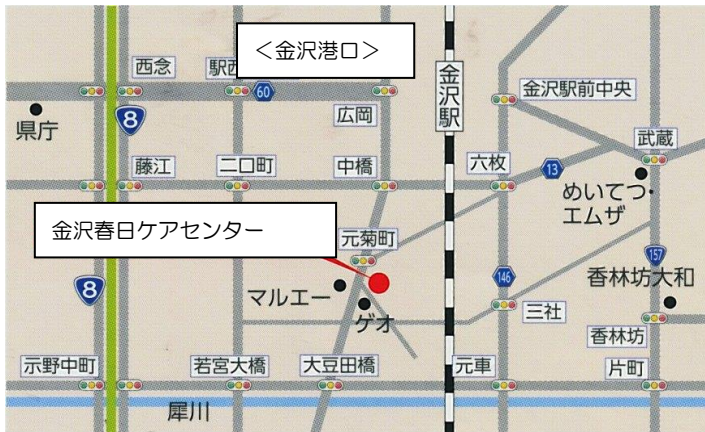 ＜金沢港口＞
西念
駅西
60
金沢駅
金沢駅前中央
県庁
8
広岡
武蔵
藤江
二口町
中橋
六枚
13
めいてつ・
エムザ
金沢春日ケアセンター
元菊町
157
8
マルエー
146
香林坊大和
ゲオ
三社
香林坊
示野中町
若宮大橋
大豆田橋
元車
片町
犀川